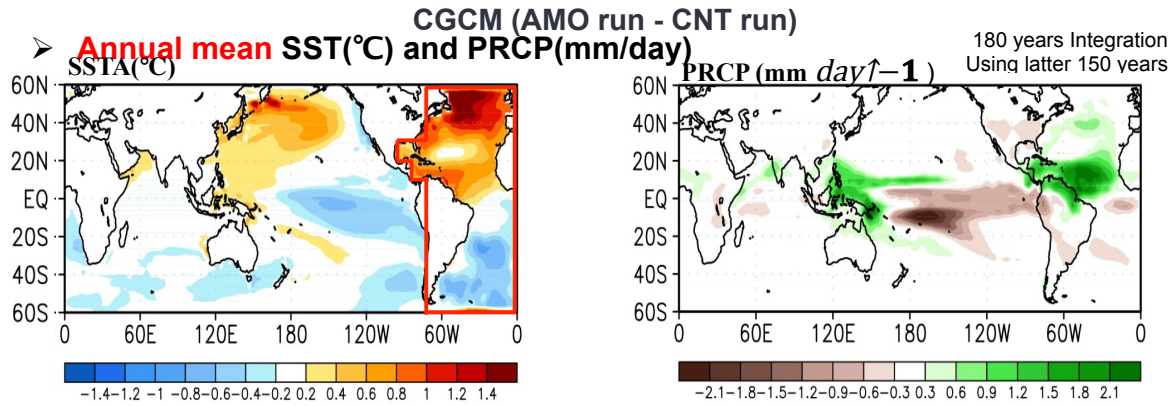 CGCM (AMO run - CNT run)
➢ Annual mean SST(℃) and PRCP(mm/day)
180 years Integration
Using latter 150 years
SSTA(℃)
PRCP (mm day↑−1 )
60N
40N
20N
EQ
20S
40S
60S
0 60E 120E 180 120W 60W 0
−1.4 −1.2 −1 −0.8 −0.6 −0.4 −0.2 0.2 0.4 0.6 0.8 1 1.2 1.4
60N
40N
20N
EQ
20S
40S
60S
0 60E 120E 180 120W 60W 0
−2.1 −1.8 −1.5 −1.2 −0.9 −0.6 −0.3 0.3 0.6 0.9 1.2 1.5 1.8 2.1